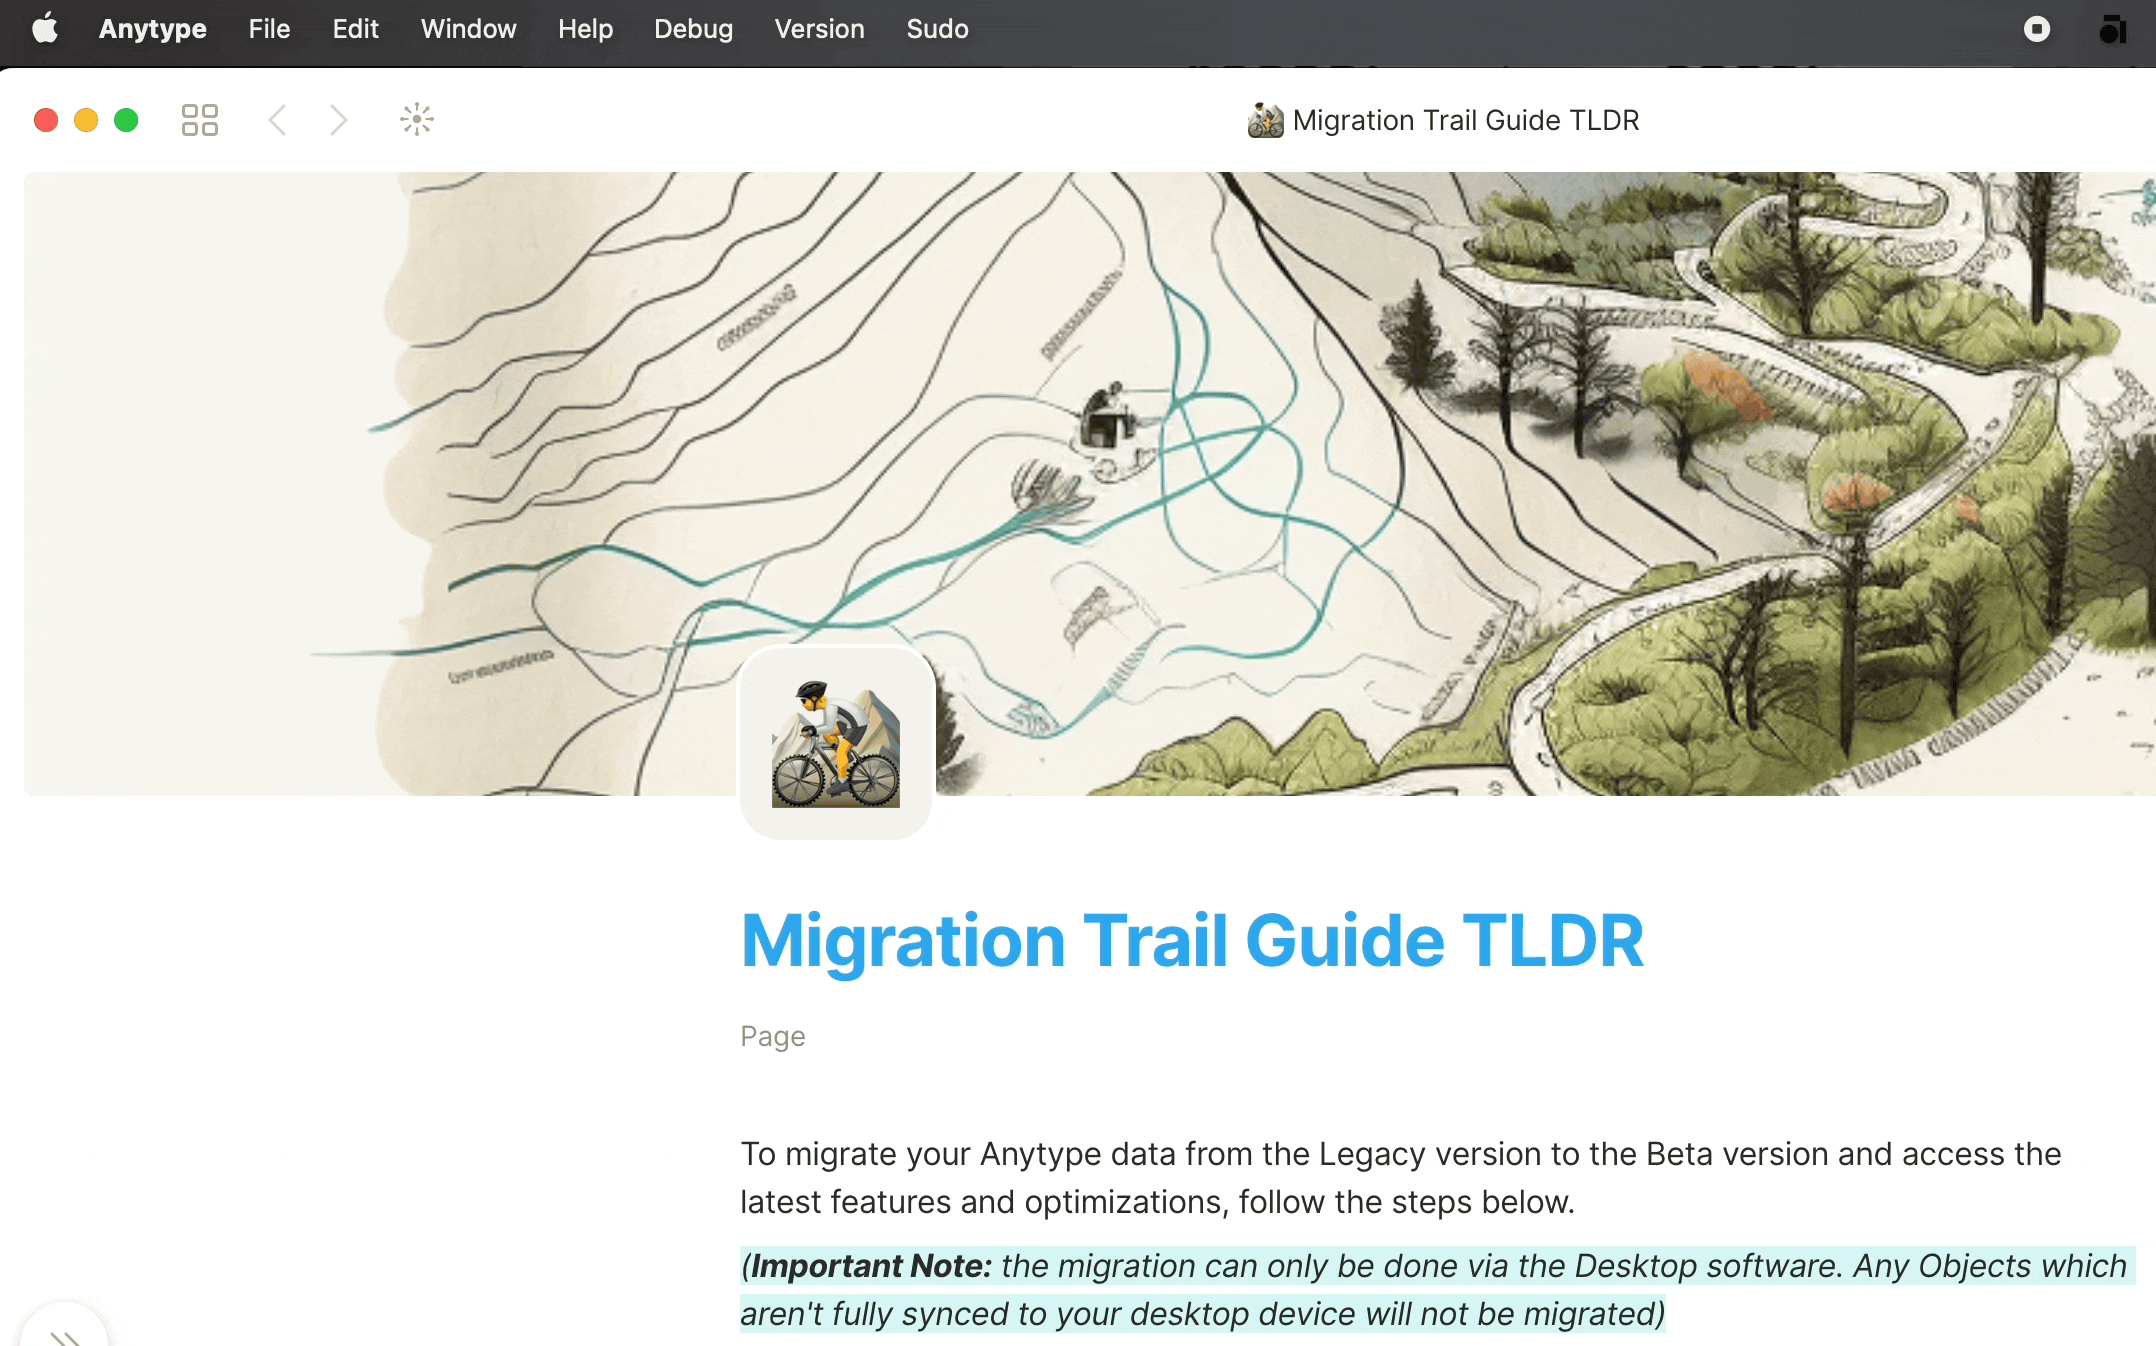 Anytype File Edit Window Help Debug Version Sudo
Migration Trail Guide TLDR
Migration Trail Guide TLDR
Page
To migrate your Anytype data from the Legacy version to the Beta version and access the
latest features and optimizations, follow the steps below.
(Important Note: the migration can only be done via the Desktop software. Any Objects which
aren't fully synced to your desktop device will not be migrated)